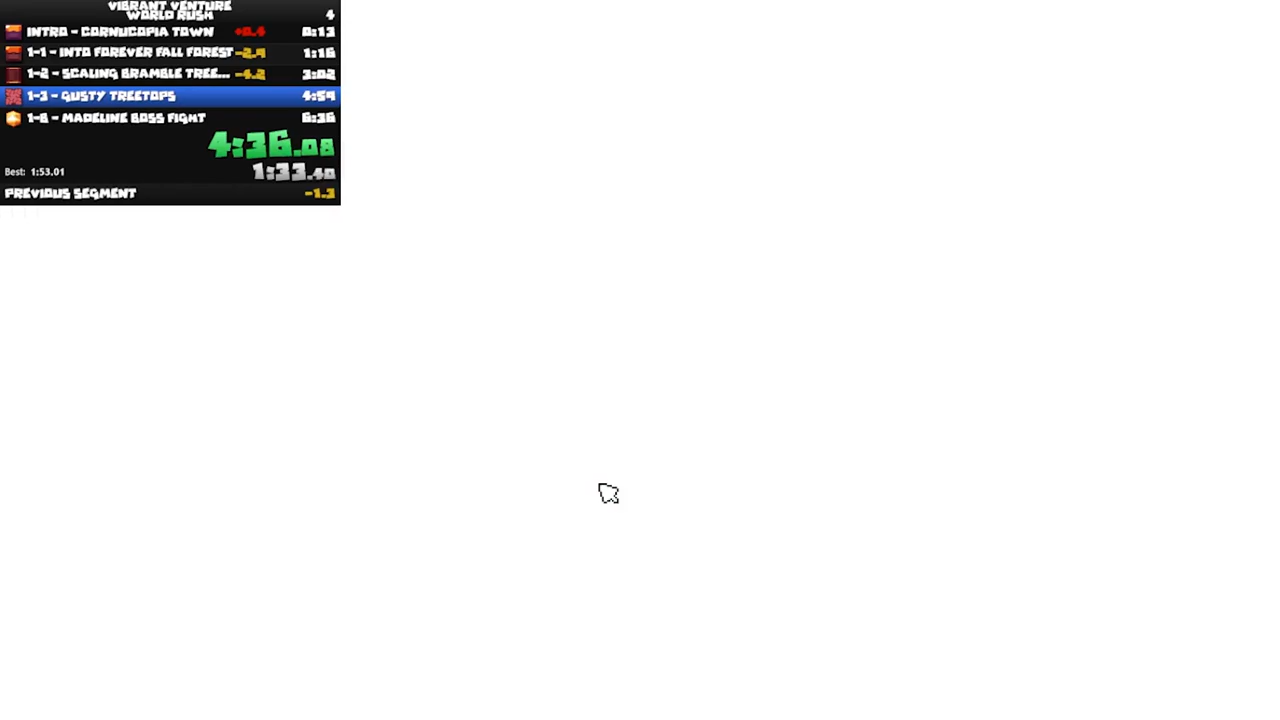 VIBRANT VENTURE
WORLD RUSH 4
INTRO - CORNUCOPIA TOWN +0.4 0:13
1-1 - INTO FOREVER FALL FOREST -2.9 1:16
1-2 - SCALING BRAMBLE TREE... -4.2 3:02
1-3 - GUSTY TREETOPS 4:59
1-B - MADELINE BOSS FIGHT 6:36
4:36.08
Best: 1:53.01 1:33.40
PREVIOUS SEGMENT -1.3